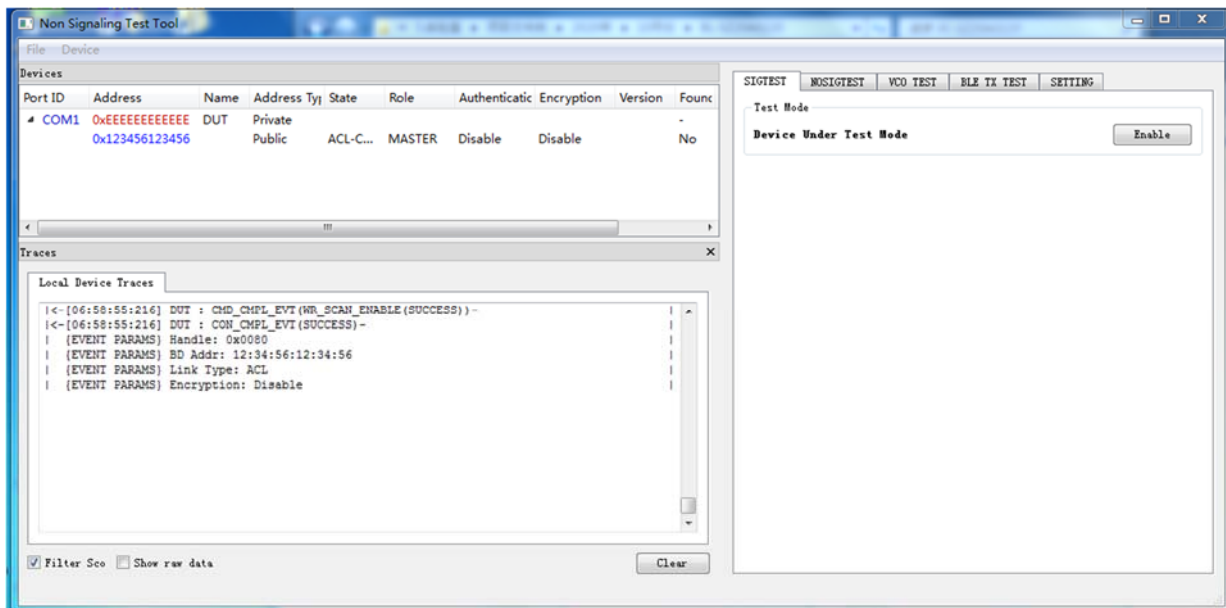 Non Signaling Test Tool
File Device
Devices
Port ID Address Name Address Typ State Role Authenticatic Encryption Version Found
COM1 0xEEEEEEEEEEEE DUT Private -
0x123456123456 Public ACL-C... MASTER Disable Disable No
Traces
Local Device Traces
|<-[06:58:55:216] DUT : CMD_CMPL_EVT(WR_SCAN_ENABLE(SUCCESS))- |
|<-[06:58:55:216] DUT : CON_CMPL_EVT(SUCCESS)- |
| {EVENT PARAMS} Handle: 0x0080 |
| {EVENT PARAMS} BD Addr: 12:34:56:12:34:56 |
| {EVENT PARAMS} Link Type: ACL |
| {EVENT PARAMS} Encryption: Disable |
Filter Sco Show raw data Clear
SIGTEST NOSIGTEST VCO TEST BLE TX TEST SETTING
Test Mode
Device Under Test Mode Enable